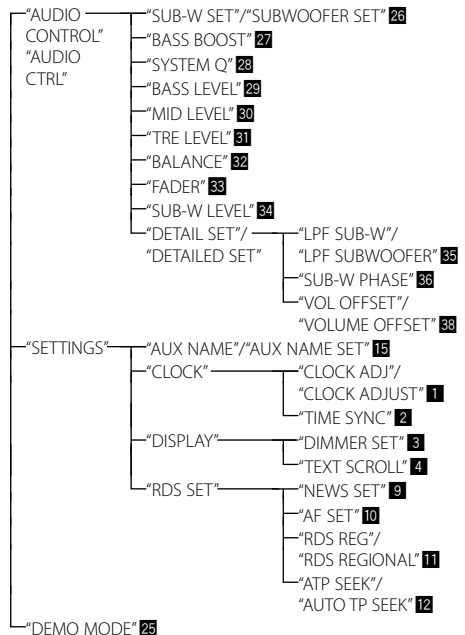 “AUDIO CONTROL” “AUDIO CTRL”
“SUB-W SET”/“SUBWOOFER SET” 26
“BASS BOOST” 27
“SYSTEM Q” 28
“BASS LEVEL” 29
“MID LEVEL” 30
“TRE LEVEL” 31
“BALANCE” 32
“FADER” 33
“SUB-W LEVEL” 34
“DETAIL SET”/
“DETAILED SET”
“LPF SUB-W”/
“LPF SUBWOOFER” 35
“SUB-W PHASE” 36
“VOL OFFSET”/
“VOLUME OFFSET” 38
“SETTINGS”
“AUX NAME”/“AUX NAME SET” 15
“CLOCK”
“CLOCK ADJ”/
“CLOCK ADJUST” 1
“TIME SYNC” 2
“DISPLAY”
“DIMMER SET” 3
“TEXT SCROLL” 4
“RDS SET”
“NEWS SET” 9
“AF SET” 10
“RDS REG”/
“RDS REGIONAL” 11
“ATP SEEK”/
“AUTO TP SEEK” 12
“DEMO MODE” 25